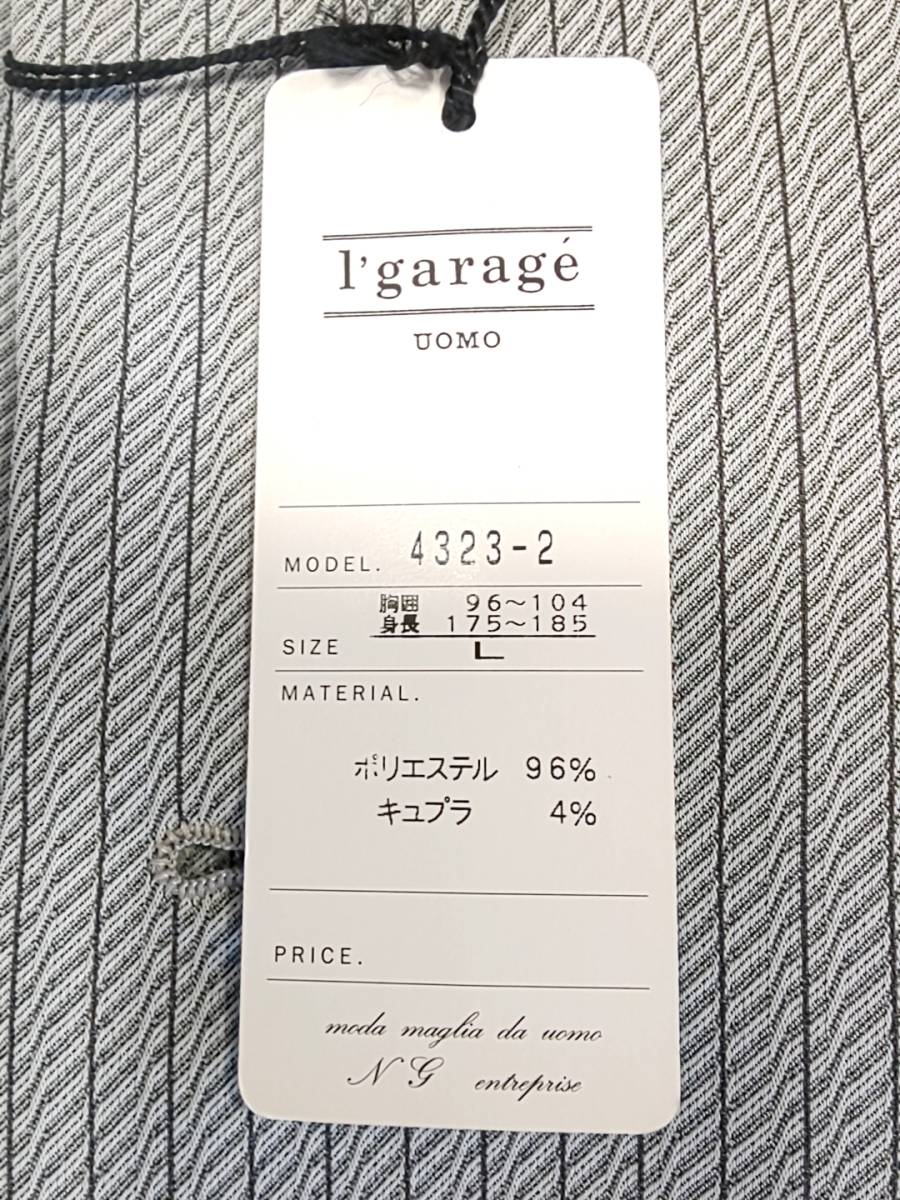 l'garagé
UOMO
MODEL. 4323-2
胸囲 96～104
身長 175～185
SIZE L
MATERIAL.
ポリエステル 96%
キュプラ 4%
PRICE.
moda maglia da uomo
NG entreprise